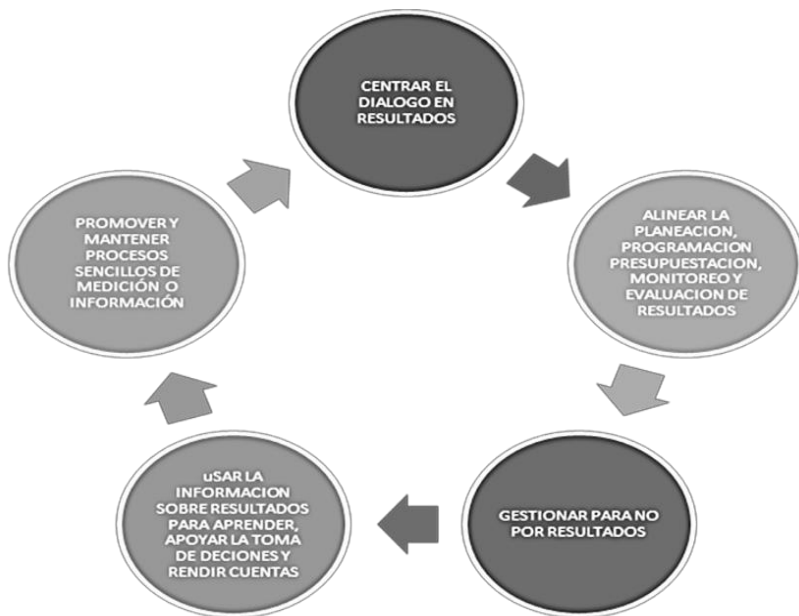 CENTRAR EL
DIALOGO EN
RESULTADOS
ALINEAR LA
PLANEACION,
PROGRAMACION
PRESUPUESTACION,
MONITOREO Y
EVALUACION DE
RESULTADOS
GESTIONAR PARA NO
POR RESULTADOS
uSAR LA
INFORMACION
SOBRE RESULTADOS
PARA APRENDER,
APOYAR LA TOMA
DE DECIONES Y
RENDIR CUENTAS
PROMOVER Y
MANTENER
PROCESOS
SENCILLOS DE
MEDICIÓN O
INFORMACIÓN